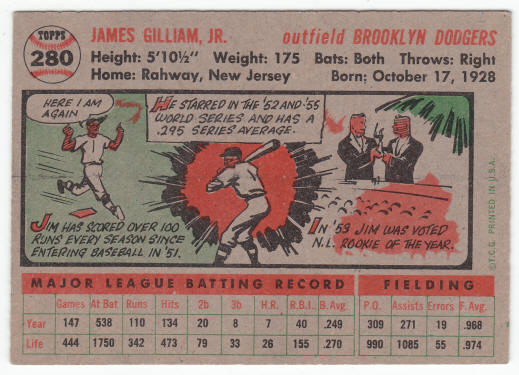 TOPPS
280
JAMES GILLIAM, JR. outfield BROOKLYN DODGERS
Height: 5'10½" Weight: 175 Bats: Both Throws: Right
Home: Rahway, New Jersey Born: October 17, 1928
HERE I AM
AGAIN
JIM HAS SCORED OVER 100
RUNS EVERY SEASON SINCE
ENTERING BASEBALL IN '51.
HE STARRED IN THE '52 AND '55
WORLD SERIES AND HAS A
.295 SERIES AVERAGE.
IN '53 JIM WAS VOTED
N.L. ROOKIE OF THE YEAR.
©T.C.G. PRINTED IN U.S.A.
MAJOR LEAGUE BATTING RECORD FIELDING
Games At Bat Runs Hits 2b 3b H.R. R.B.I. B. Avg. P.O. Assists Errors F. Avg.
Year 147 538 110 134 20 8 7 40 .249 309 271 19 .968
Life 444 1750 342 473 79 33 26 155 .270 990 1085 55 .974